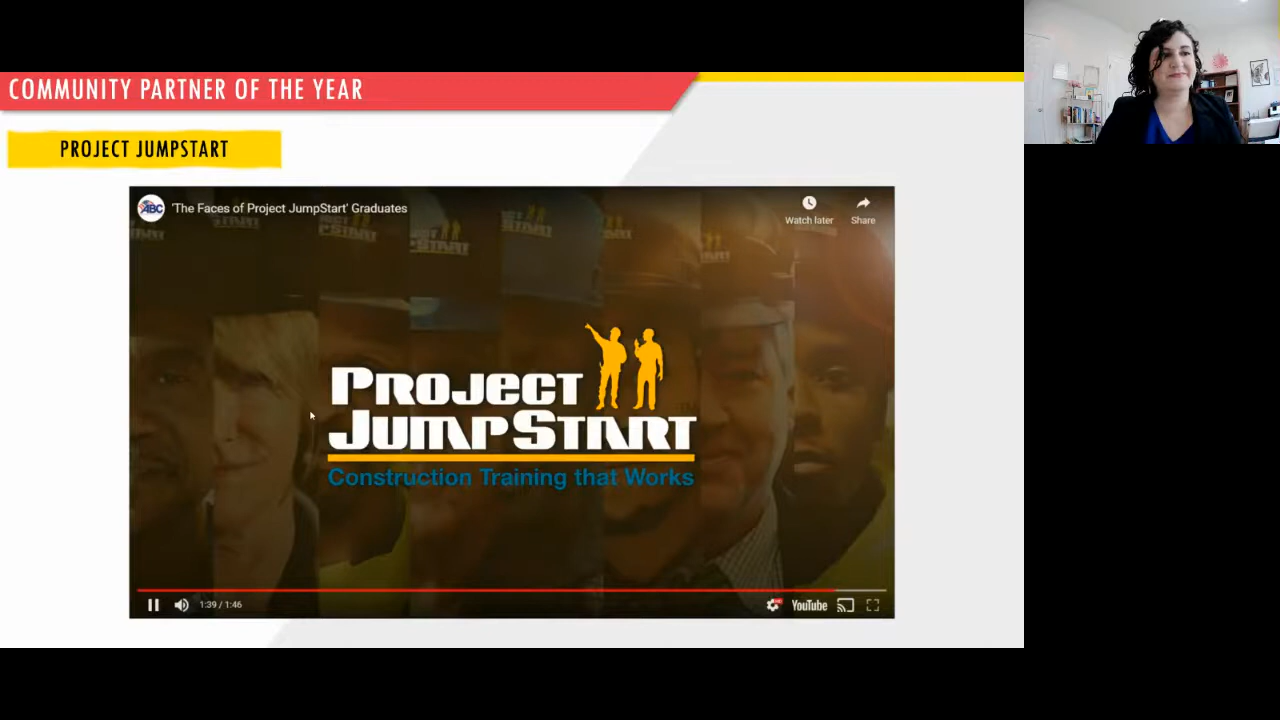 COMMUNITY PARTNER OF THE YEAR
PROJECT JUMPSTART
ABC
'The Faces of Project JumpStart' Graduates
Watch later
Share
PROJECT
JUMPSTART
Construction Training that Works
1:39 / 1:46
YouTube